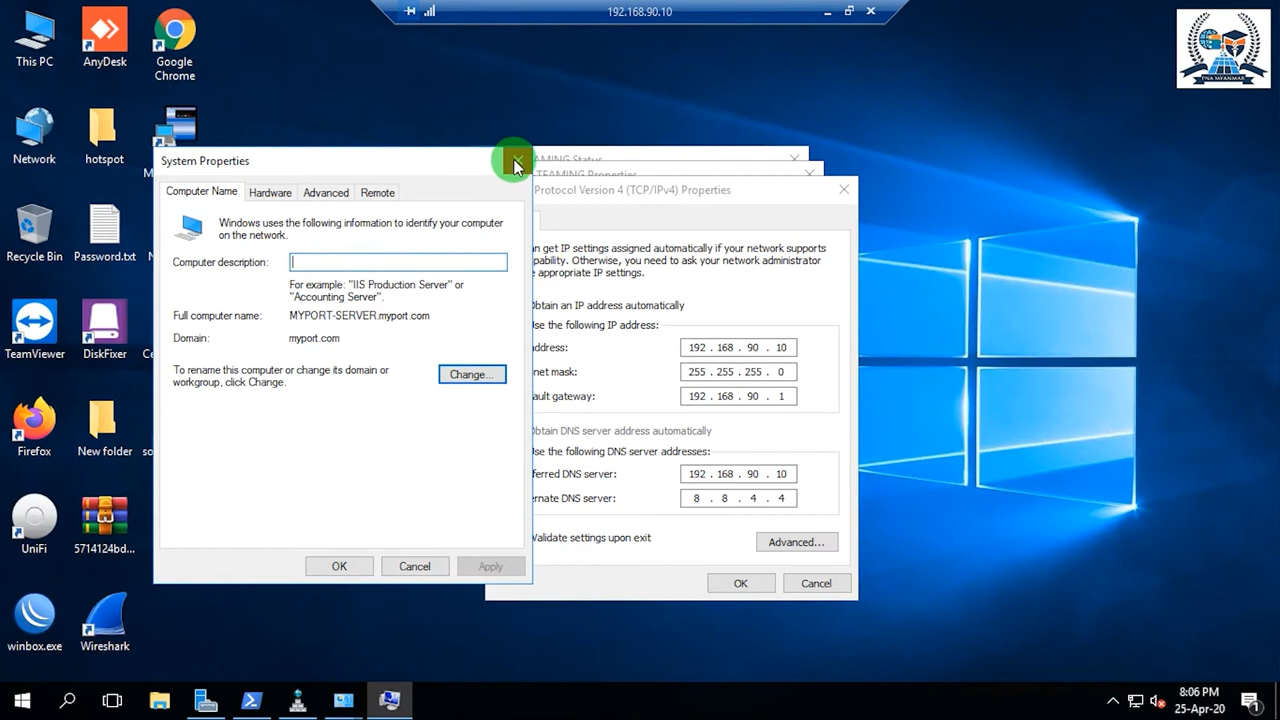 192.168.90.10
This PC
AnyDesk
Google
Chrome
PNA MYANMAR
Network
hotspot
Recycle Bin
Password.txt
TeamViewer
DiskFixer
Firefox
New folder
UniFi
5714124bd...
winbox.exe
Wireshark
System Properties
Computer Name
Hardware
Advanced
Remote
Windows uses the following information to identify your computer
on the network.
Computer description:
For example: "IIS Production Server" or
"Accounting Server".
Full computer name: MYPORT-SERVER.myport.com
Domain: myport.com
To rename this computer or change its domain or
workgroup, click Change.
Change...
OK
Cancel
Apply
AMING Status
TEAMING Properties
Protocol Version 4 (TCP/IPv4) Properties
n get IP settings assigned automatically if your network supports
pability. Otherwise, you need to ask your network administrator
e appropriate IP settings.
btain an IP address automatically
se the following IP address:
address: 192 . 168 . 90 . 10
net mask: 255 . 255 . 255 . 0
ault gateway: 192 . 168 . 90 . 1
btain DNS server address automatically
se the following DNS server addresses:
ferred DNS server: 192 . 168 . 90 . 10
ernate DNS server: 8 . 8 . 4 . 4
alidate settings upon exit
Advanced...
OK
Cancel
8:06 PM
25-Apr-20
1